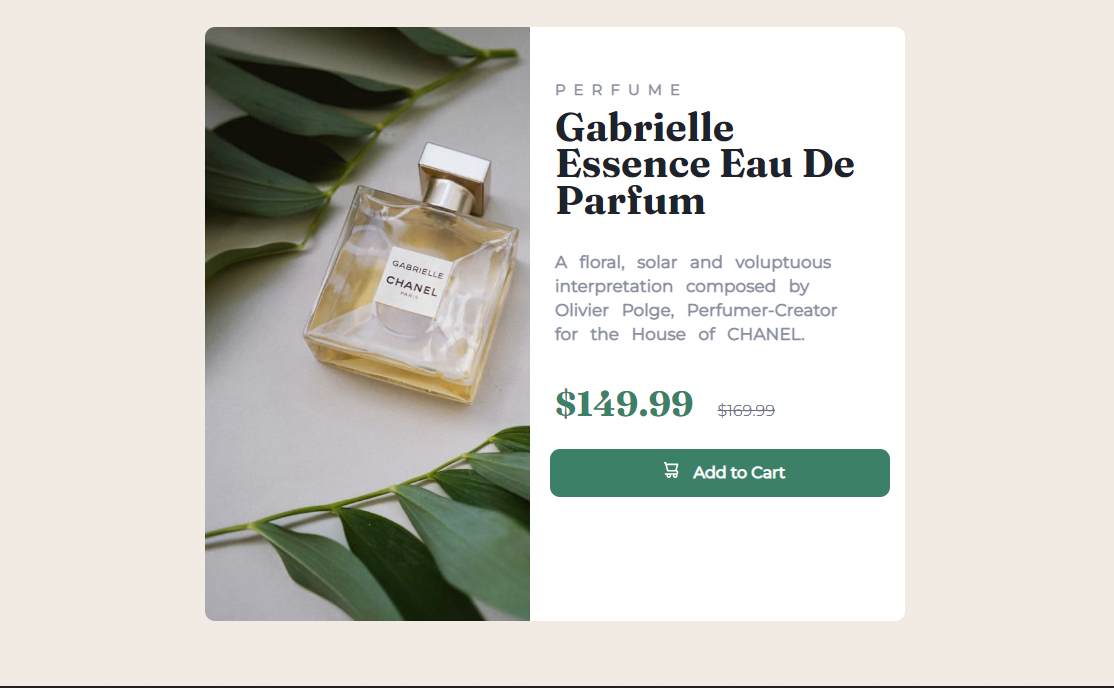 GABRIELLE
CHANEL
PARIS
PERFUME
Gabrielle
Essence Eau De
Parfum
A floral, solar and voluptuous
interpretation composed by
Olivier Polge, Perfumer-Creator
for the House of CHANEL.
$149.99 $169.99
Add to Cart